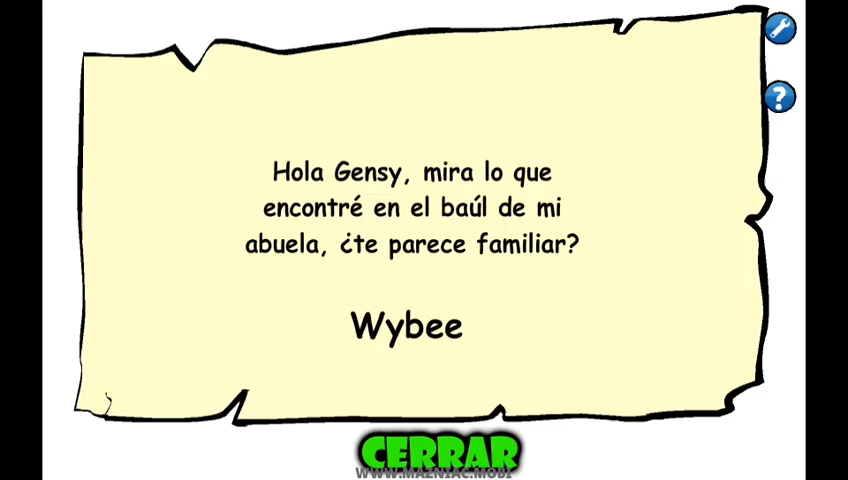 Hola Gensy, mira lo que
encontré en el baúl de mi
abuela, ¿te parece familiar?
Wybee
CERRAR
WWW.MAZNIAC.MOBI
?